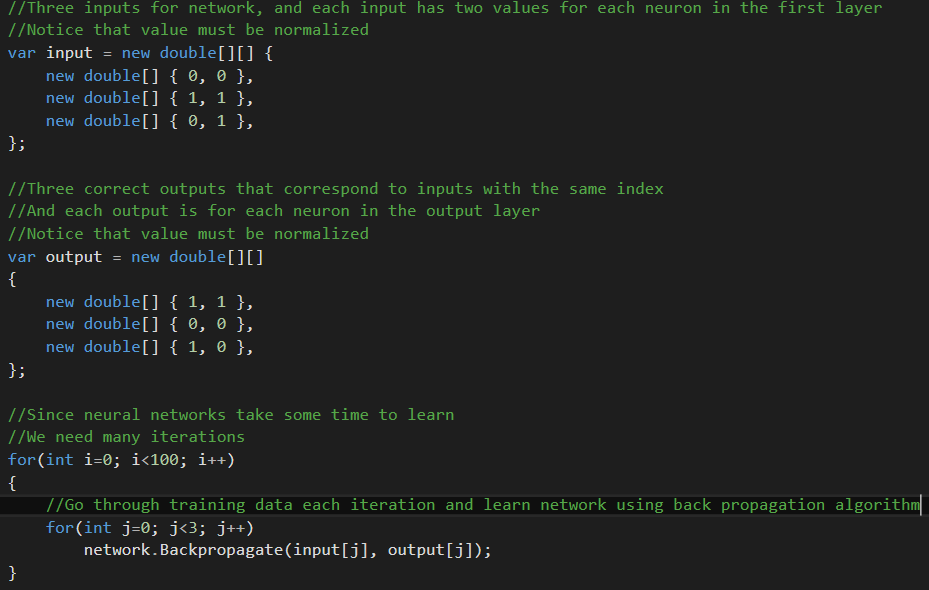 //Three inputs for network, and each input has two values for each neuron in the first layer
//Notice that value must be normalized
var input = new double[][] {
    new double[] { 0, 0 },
    new double[] { 1, 1 },
    new double[] { 0, 1 },
};

//Three correct outputs that correspond to inputs with the same index
//And each output is for each neuron in the output layer
//Notice that value must be normalized
var output = new double[][]
{
    new double[] { 1, 1 },
    new double[] { 0, 0 },
    new double[] { 1, 0 },
};

//Since neural networks take some time to learn
//We need many iterations
for(int i=0; i<100; i++)
{
    //Go through training data each iteration and learn network using back propagation algorithm
    for(int j=0; j<3; j++)
        network.Backpropagate(input[j], output[j]);
}